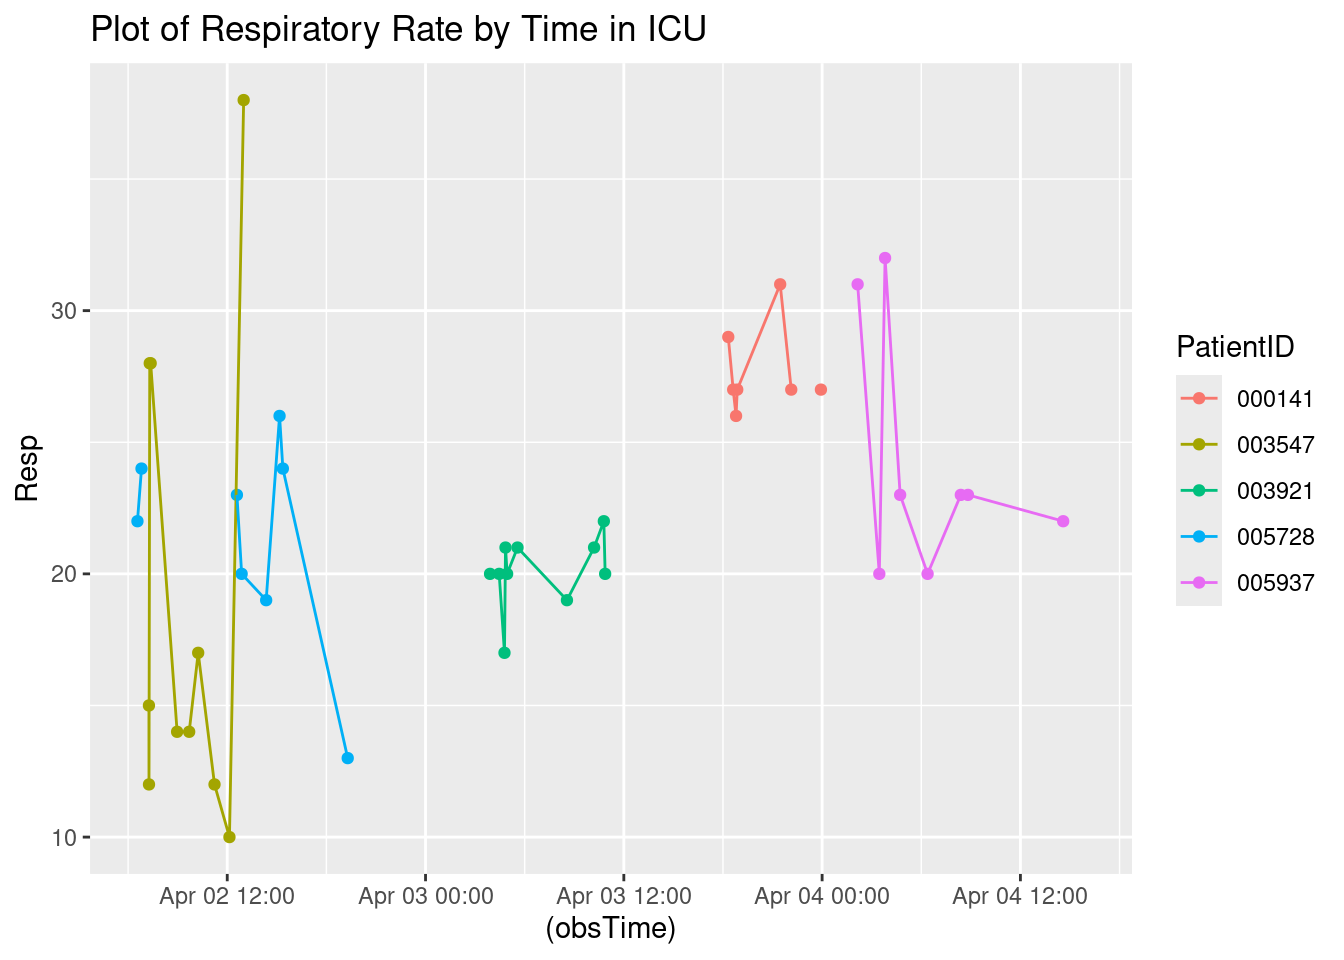 Plot of Respiratory Rate by Time in ICU
Resp
30
20
10
Apr 02 12:00
Apr 03 00:00
Apr 03 12:00
Apr 04 00:00
Apr 04 12:00
(obsTime)
PatientID
000141
003547
003921
005728
005937